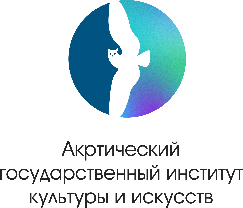 Акртический
государственный институт
культуры и искусств